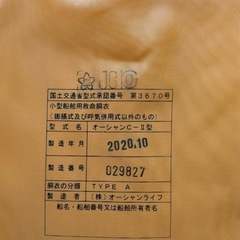 JCI
国土交通省型式承認番号 第3670号
小型船舶用救命胴衣
(膨脹式及び呼気併用式以外のもの)
型式名 オーシャンC-Ⅱ型
製造年月 2020.10
製造番号 029827
胴衣の分類 TYPE A
製造者 (株)オーシャンライフ
船名・船舶番号又は船舶所有者名